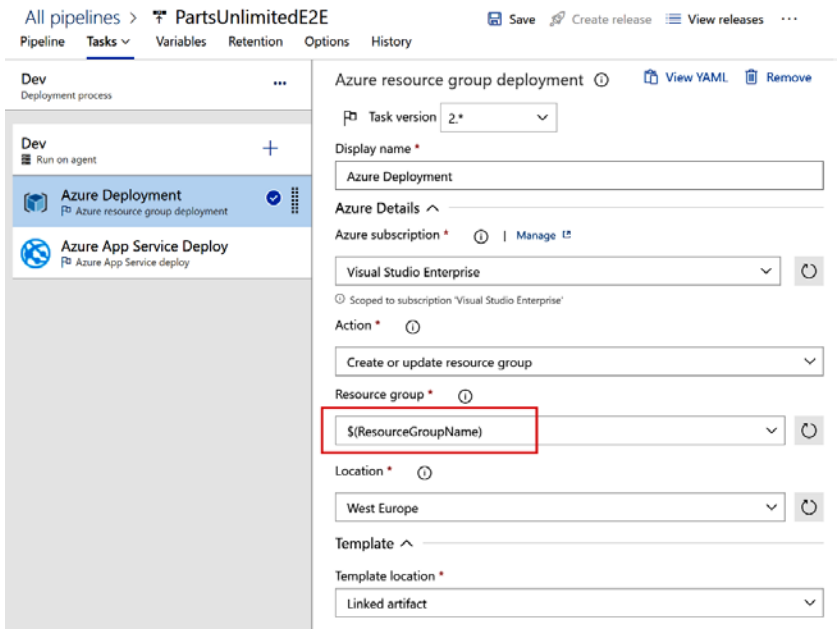 All pipelines > PartsUnlimitedE2E
Save Create release View releases ...
Pipeline Tasks Variables Retention Options History
Dev
Deployment process
...
Dev
Run on agent
Azure Deployment
Azure resource group deployment
Azure App Service Deploy
Azure App Service deploy
Azure resource group deployment
View YAML Remove
Task version 2.*
Display name *
Azure Deployment
Azure Details
Azure subscription * | Manage
Visual Studio Enterprise
Scoped to subscription 'Visual Studio Enterprise'
Action *
Create or update resource group
Resource group *
$(ResourceGroupName)
Location *
West Europe
Template
Template location *
Linked artifact